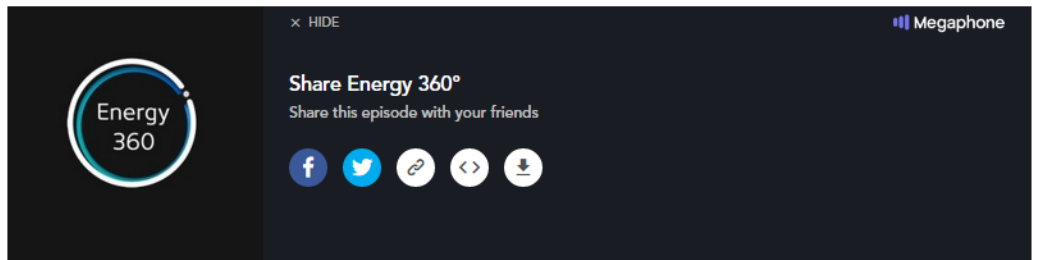 × HIDE
Megaphone
Energy
360
Share Energy 360°
Share this episode with your friends